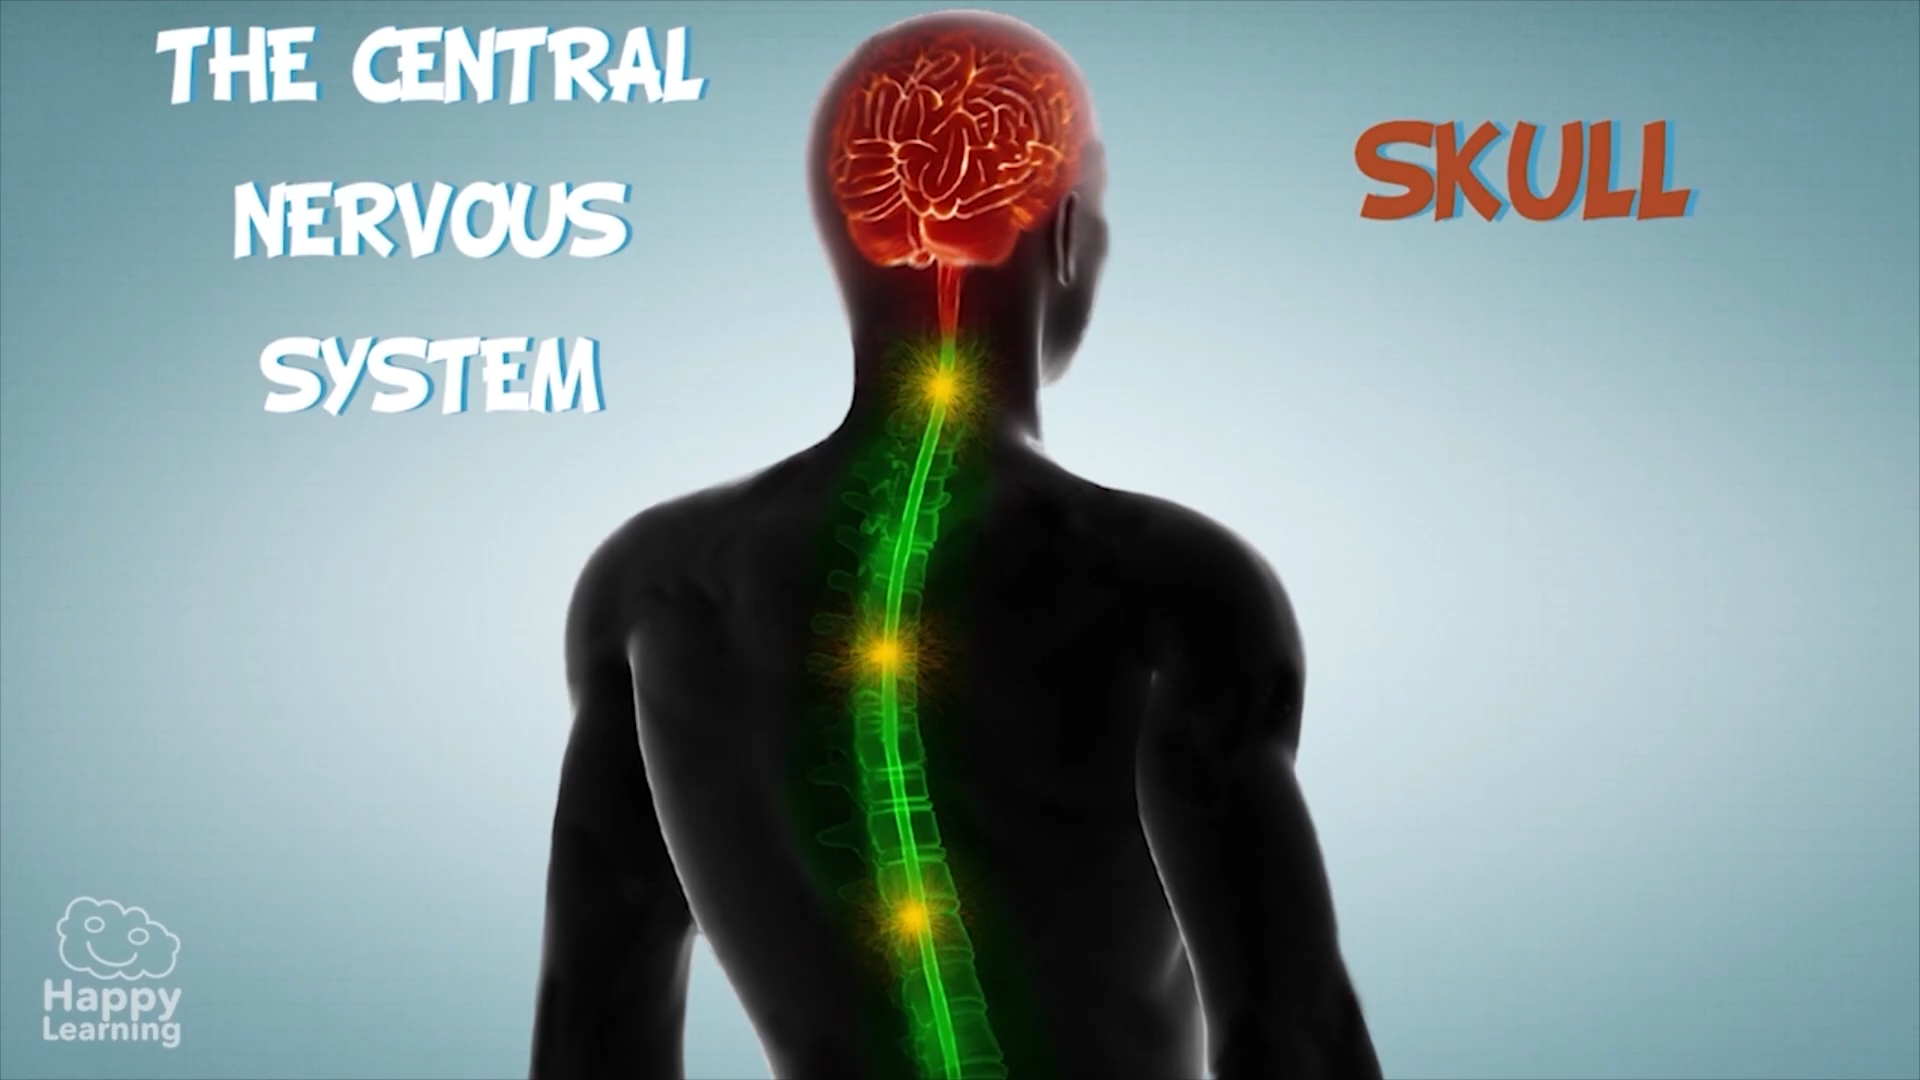 THE CENTRAL
NERVOUS
SYSTEM
SKULL
Happy
Learning